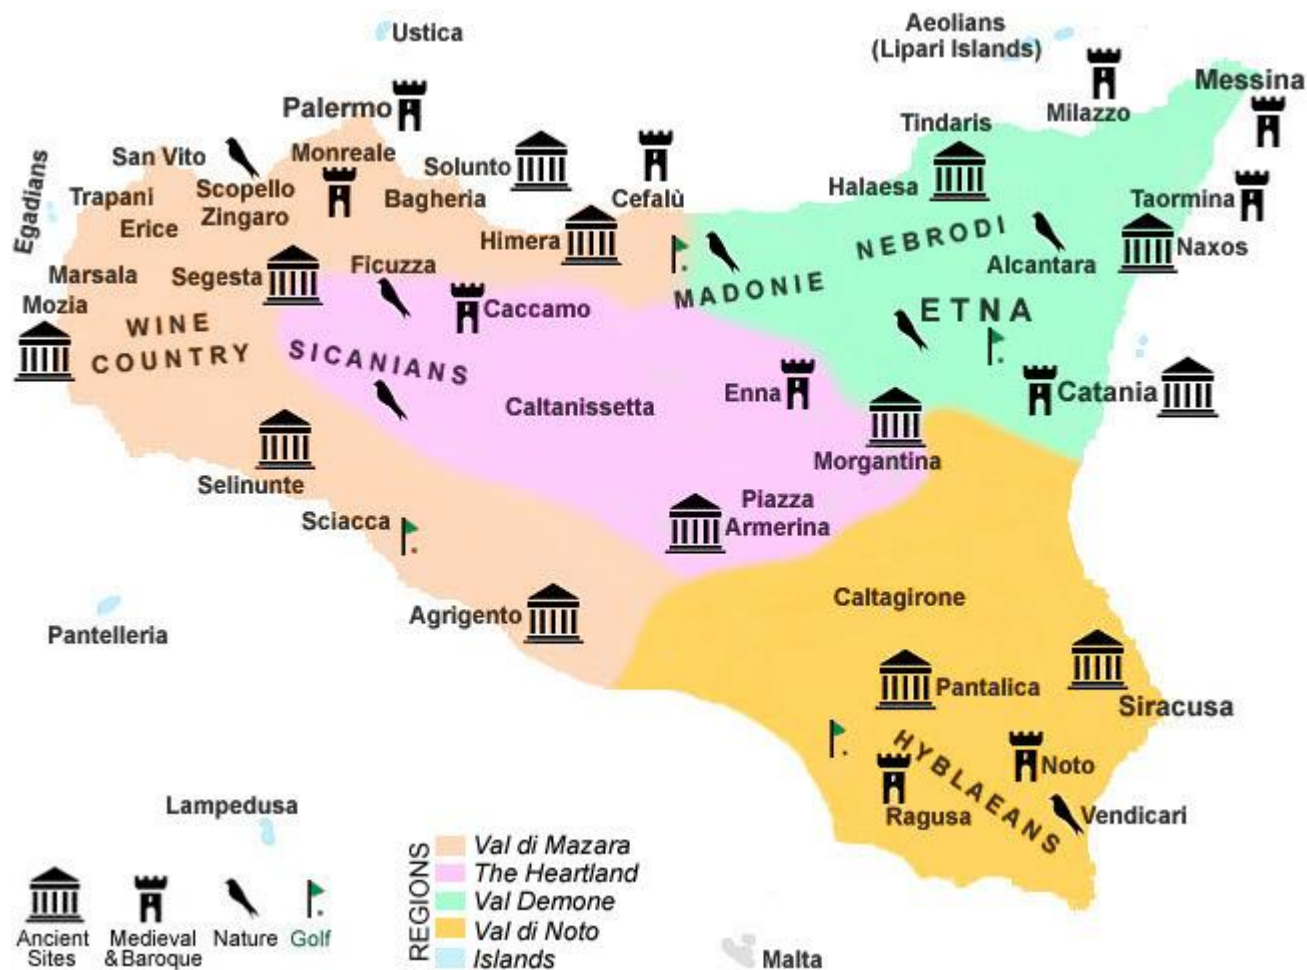 Ustica
Aeolians
(Lipari Islands)
Messina
Palermo
Milazzo
Tindaris
San Vito
Monreale
Solunto
Cefalù
Egadians
Trapani
Scopello
Zingaro
Bagheria
Halaesa
Taormina
Erice
Himera
NEBRODI
Naxos
Marsala
Segesta
Ficuzza
Alcantara
Mozia
MADONIE
WINE
COUNTRY
Caccamo
ETNA
SICANIANS
Caltanissetta
Enna
Catania
Morgantina
Selinunte
Piazza
Armerina
Sciacca
Agrigento
Caltagirone
Pantelleria
Pantalica
Siracusa
HYBLAEANS
Noto
Ragusa
Vendicari
Lampedusa
REGIONS
Val di Mazara
The Heartland
Val Demone
Val di Noto
Islands
Ancient
Sites
Medieval
& Baroque
Nature
Golf
Malta